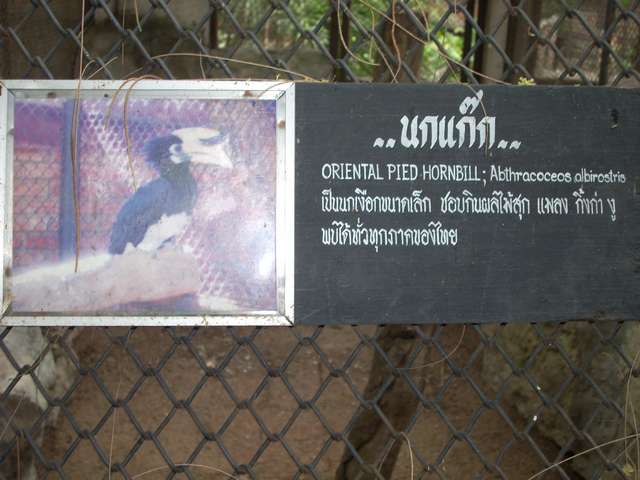 ..นกแก๊ก..
ORIENTAL PIED HORNBILL; Abthracoceos albirostris
เป็นนกเงือกขนาดเล็ก ชอบกินผลไม้สุก แมลง กิ้งก่า งู
พบได้ทั่วทุกภาคของไทย